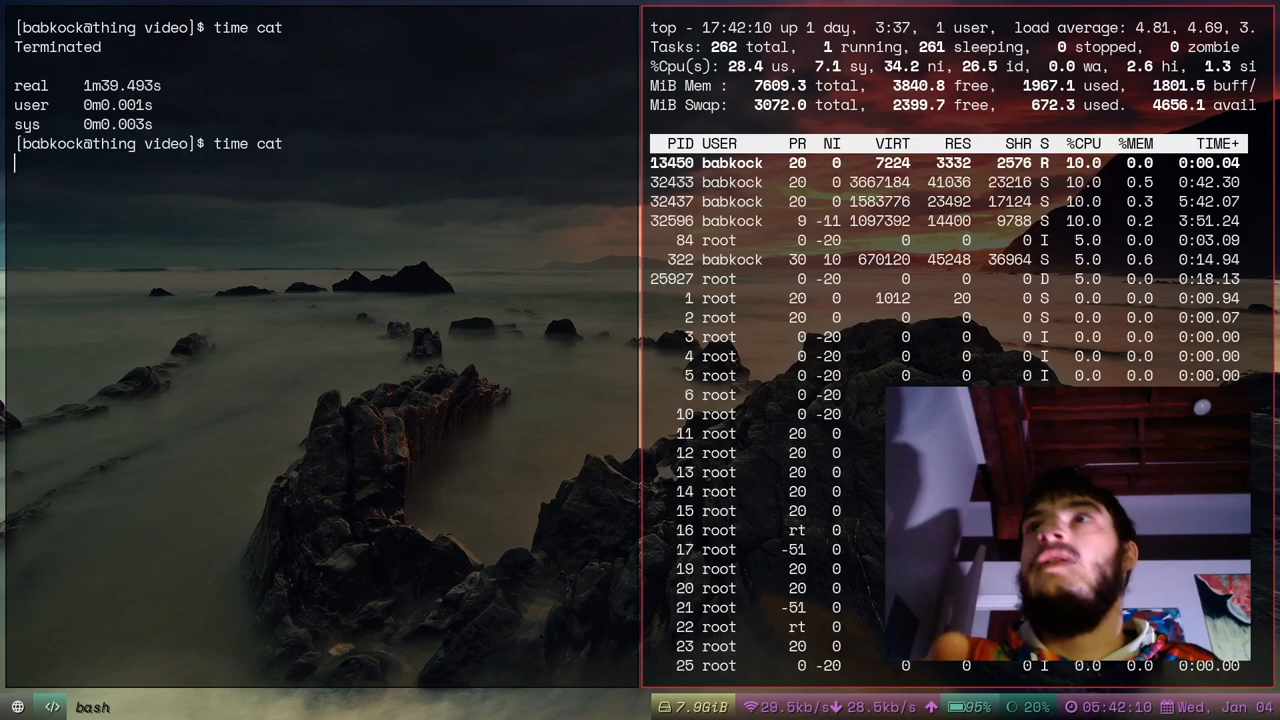 [babkock@thing video]$ time cat
Terminated
real 1m39.493s
user 0m0.001s
sys 0m0.003s
[babkock@thing video]$ time cat
top - 17:42:10 up 1 day, 3:37, 1 user, load average: 4.81, 4.69, 3.
Tasks: 262 total, 1 running, 261 sleeping, 0 stopped, 0 zombie
%Cpu(s): 28.4 us, 7.1 sy, 34.2 ni, 26.5 id, 0.0 wa, 2.6 hi, 1.3 si
MiB Mem : 7609.3 total, 3840.8 free, 1967.1 used, 1801.5 buff/
MiB Swap: 3072.0 total, 2399.7 free, 672.3 used. 4656.1 avail
PID USER PR NI VIRT RES SHR S %CPU %MEM TIME+
13450 babkock 20 0 7224 3332 2576 R 10.0 0.0 0:00.04
32433 babkock 20 0 3667184 41036 23216 S 10.0 0.5 0:42.30
32437 babkock 20 0 1583776 23492 17124 S 10.0 0.3 5:42.07
32596 babkock 9 -11 1097392 14400 9788 S 10.0 0.2 3:51.24
84 root 0 -20 0 0 0 I 5.0 0.0 0:03.09
322 babkock 30 10 670120 45248 36964 S 5.0 0.6 0:14.94
25927 root 0 -20 0 0 0 D 5.0 0.0 0:18.13
1 root 20 0 1012 20 0 S 0.0 0.0 0:00.94
2 root 20 0 0 0 0 S 0.0 0.0 0:00.07
3 root 0 -20 0 0 0 I 0.0 0.0 0:00.00
4 root 0 -20 0 0 0 I 0.0 0.0 0:00.00
5 root 0 -20 0 0 0 I 0.0 0.0 0:00.00
6 root 0 -20
10 root 0 -20
11 root 20 0
12 root 20 0
13 root 20 0
14 root 20 0
15 root 20 0
16 root rt 0
17 root -51 0
19 root 20 0
20 root 20 0
21 root -51 0
22 root rt 0
23 root 20 0
25 root 0 -20 0 0 0 I 0.0 0.0 0:00.00
</> bash 7.9GiB 29.5kb/s 28.5kb/s 95% 20% 05:42:10 Wed, Jan 04